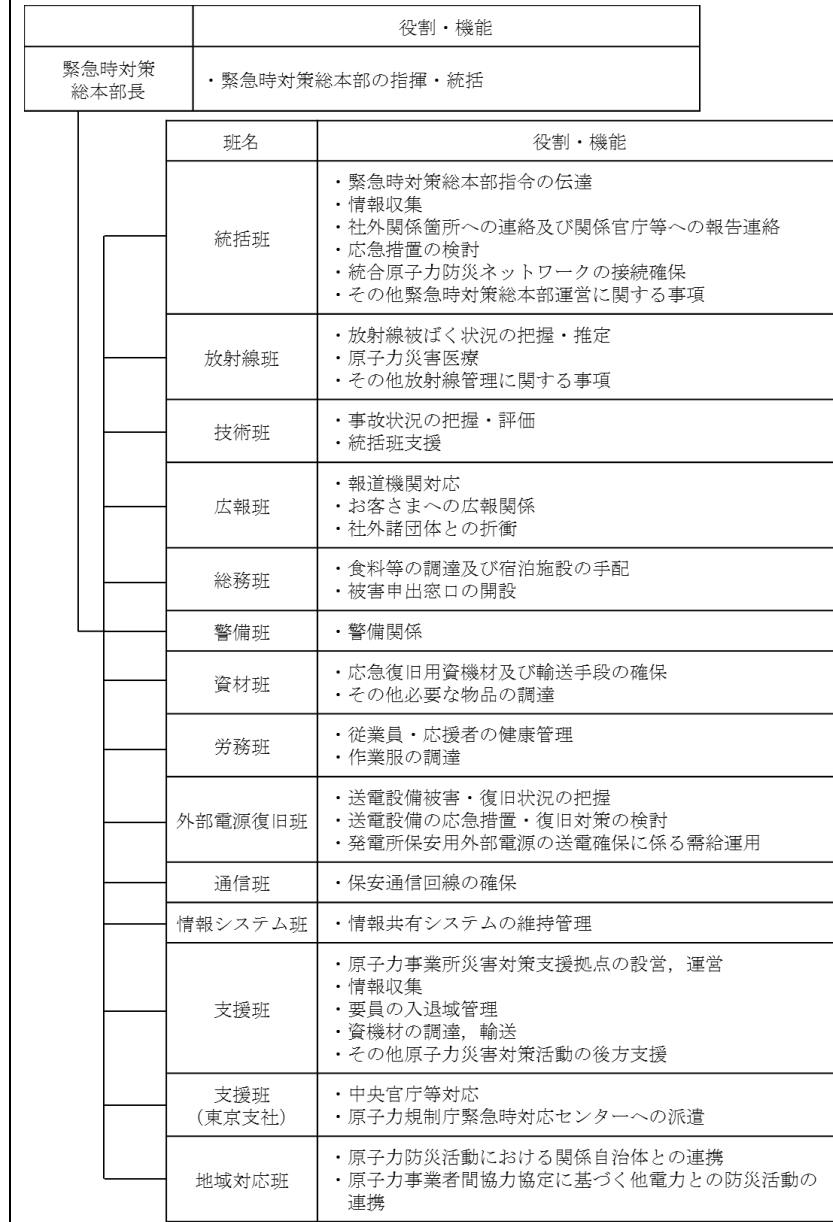 役割・機能
緊急時対策
総本部長
・緊急時対策総本部の指揮・統括
班名
役割・機能
統括班
・緊急時対策総本部指令の伝達
・情報収集
・社外関係箇所への連絡及び関係官庁等への報告連絡
・応急措置の検討
・統合原子力防災ネットワークの接続確保
・その他緊急時対策総本部運営に関する事項
放射線班
・放射線被ばく状況の把握・推定
・原子力災害医療
・その他放射線管理に関する事項
技術班
・事故状況の把握・評価
・統括班支援
広報班
・報道機関対応
・お客さまへの広報関係
・社外諸団体との折衝
総務班
・食料等の調達及び宿泊施設の手配
・被害申出窓口の開設
警備班
・警備関係
資材班
・応急復旧用資機材及び輸送手段の確保
・その他必要な物品の調達
労務班
・従業員・応援者の健康管理
・作業服の調達
外部電源復旧班
・送電設備被害・復旧状況の把握
・送電設備の応急措置・復旧対策の検討
・発電所保安用外部電源の送電確保に係る需給運用
通信班
・保安通信回線の確保
情報システム班
・情報共有システムの維持管理
支援班
・原子力事業所災害対策支援拠点の設営，運営
・情報収集
・要員の入退域管理
・資機材の調達，輸送
・その他原子力災害対策活動の後方支援
支援班
(東京支社)
・中央官庁等対応
・原子力規制庁緊急時対応センターへの派遣
地域対応班
・原子力防災活動における関係自治体との連携
・原子力事業者間協力協定に基づく他電力との防災活動の
連携